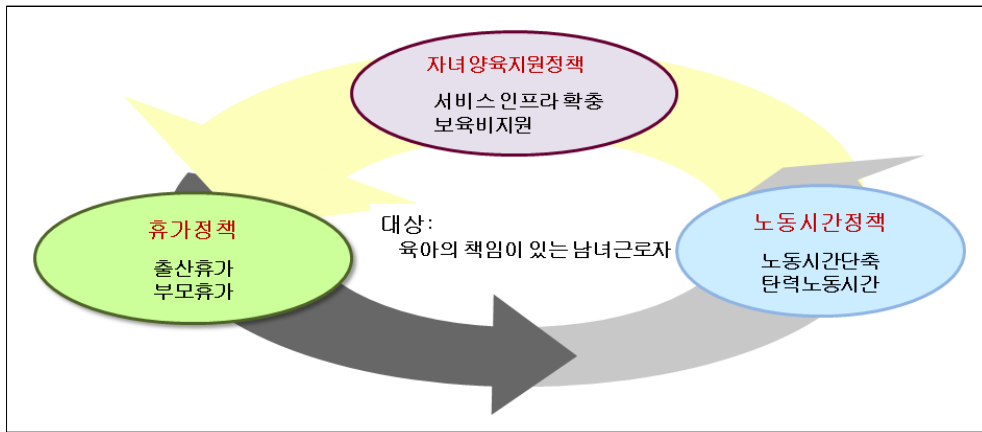 자녀양육지원정책
서비스 인프라 확충
보육비지원
휴가정책
출산휴가
부모휴가
대상:
육아의 책임이 있는 남녀근로자
노동시간정책
노동시간단축
탄력노동시간